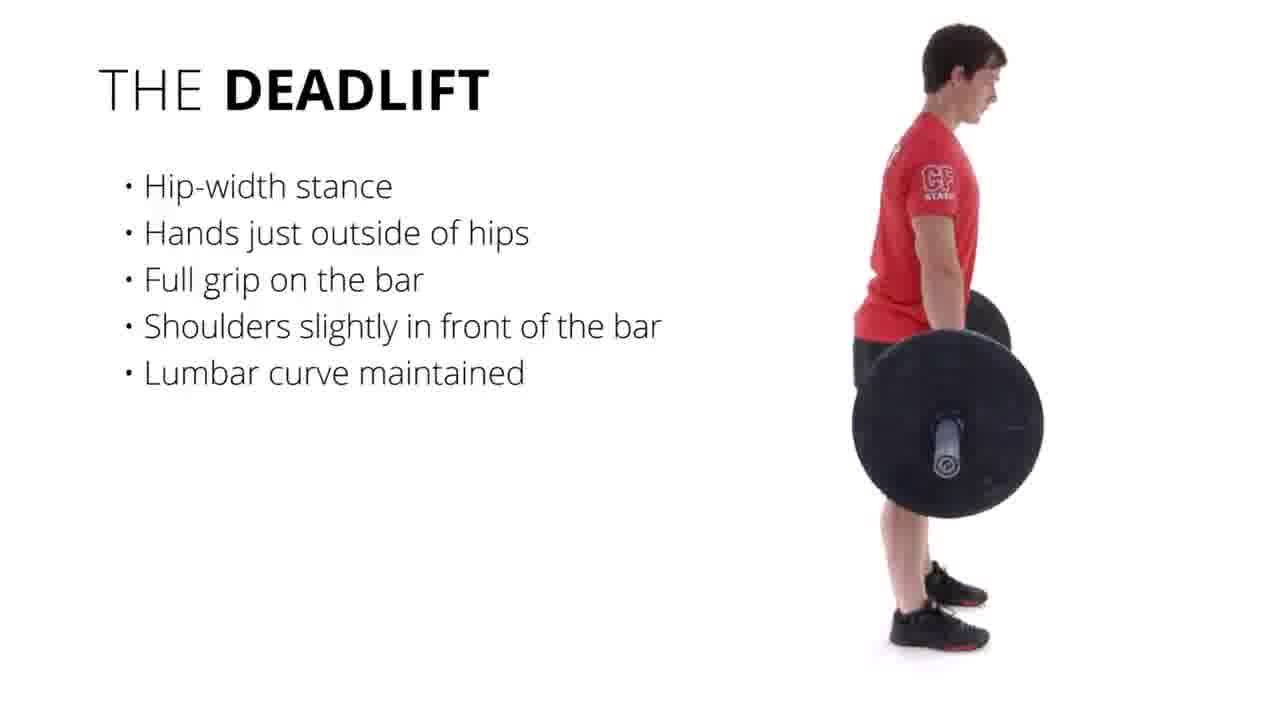 THE DEADLIFT
• Hip-width stance
• Hands just outside of hips
• Full grip on the bar
• Shoulders slightly in front of the bar
• Lumbar curve maintained
CF
STAFF